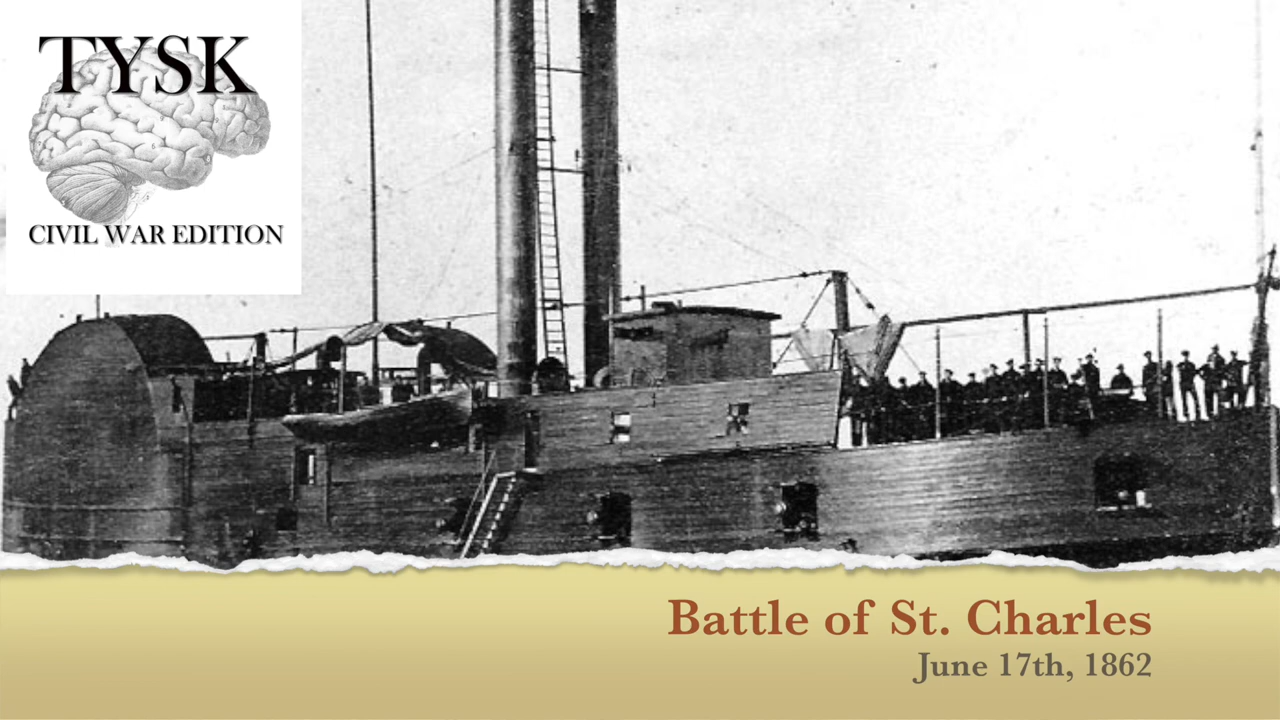 TYSK
CIVIL WAR EDITION
Battle of St. Charles
June 17th, 1862